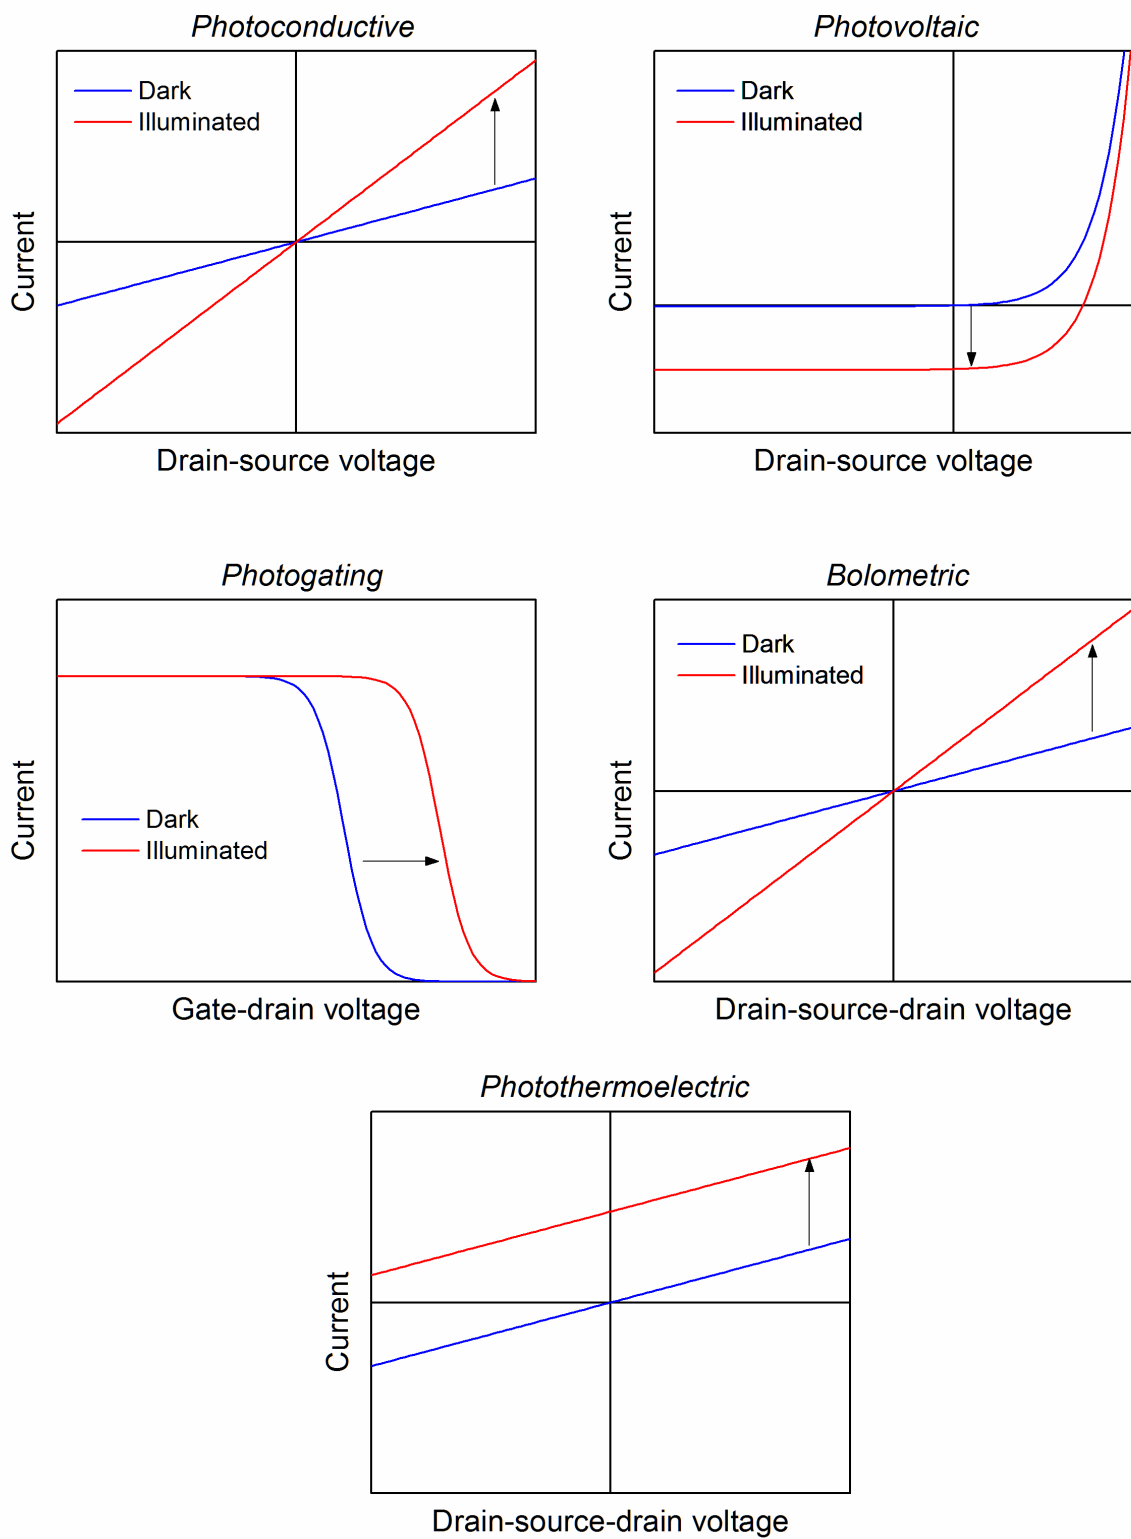 Photoconductive
Dark
Illuminated
Current
Drain-source voltage
Photovoltaic
Dark
Illuminated
Current
Drain-source voltage
Photogating
Dark
Illuminated
Current
Gate-drain voltage
Bolometric
Dark
Illuminated
Current
Drain-source-drain voltage
Photothermoelectric
Current
Drain-source-drain voltage